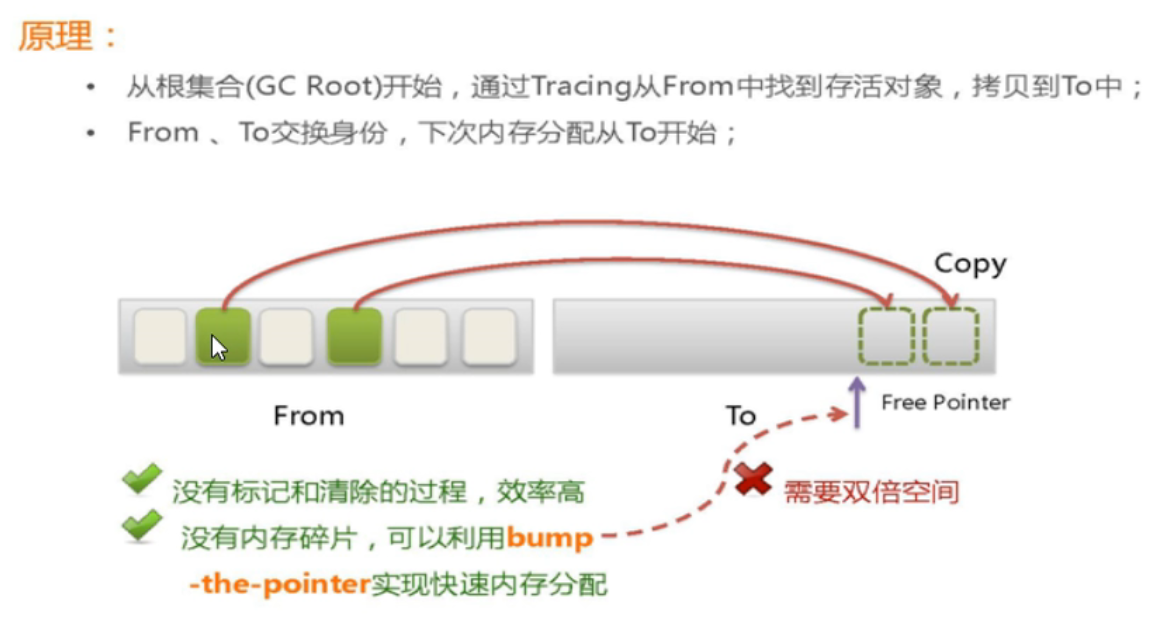 原理：
• 从根集合(GC Root)开始，通过Tracing从From中找到存活对象，拷贝到To中；
• From 、To交换身份，下次内存分配从To开始；
Copy
From
To
Free Pointer
没有标记和清除的过程，效率高
需要双倍空间
没有内存碎片，可以利用bump
-the-pointer实现快速内存分配